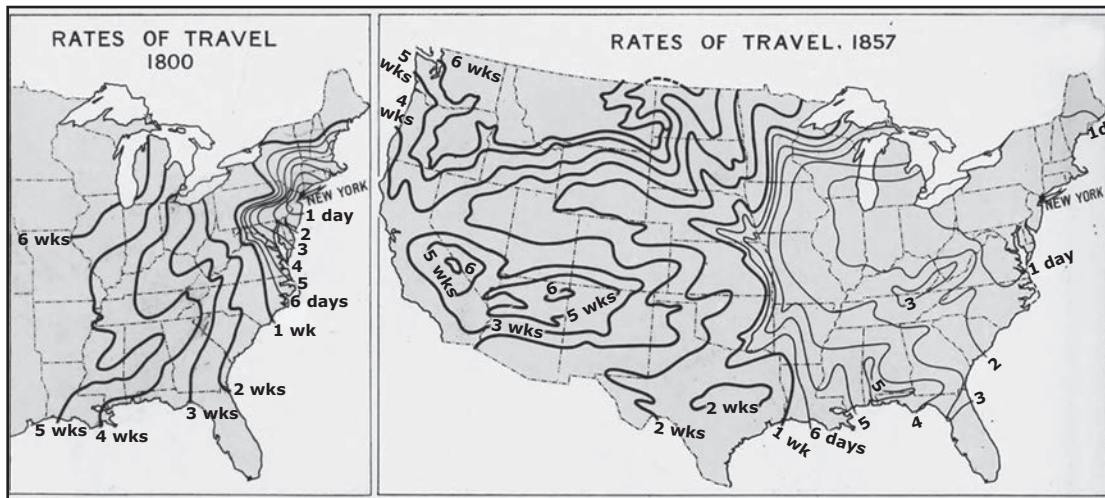 RATES OF TRAVEL
1800
NEW YORK
1 day
2
3
4
5
6 days
1 wk
2 wks
3 wks
4 wks
5 wks
6 wks
RATES OF TRAVEL, 1857
5
wks
6 wks
4
wks
1d
NEW YORK
1 day
5 wks
6
6
5 wks
3 wks
3
2
2 wks
2 wks
1 wk
6 days
5
5
4
3